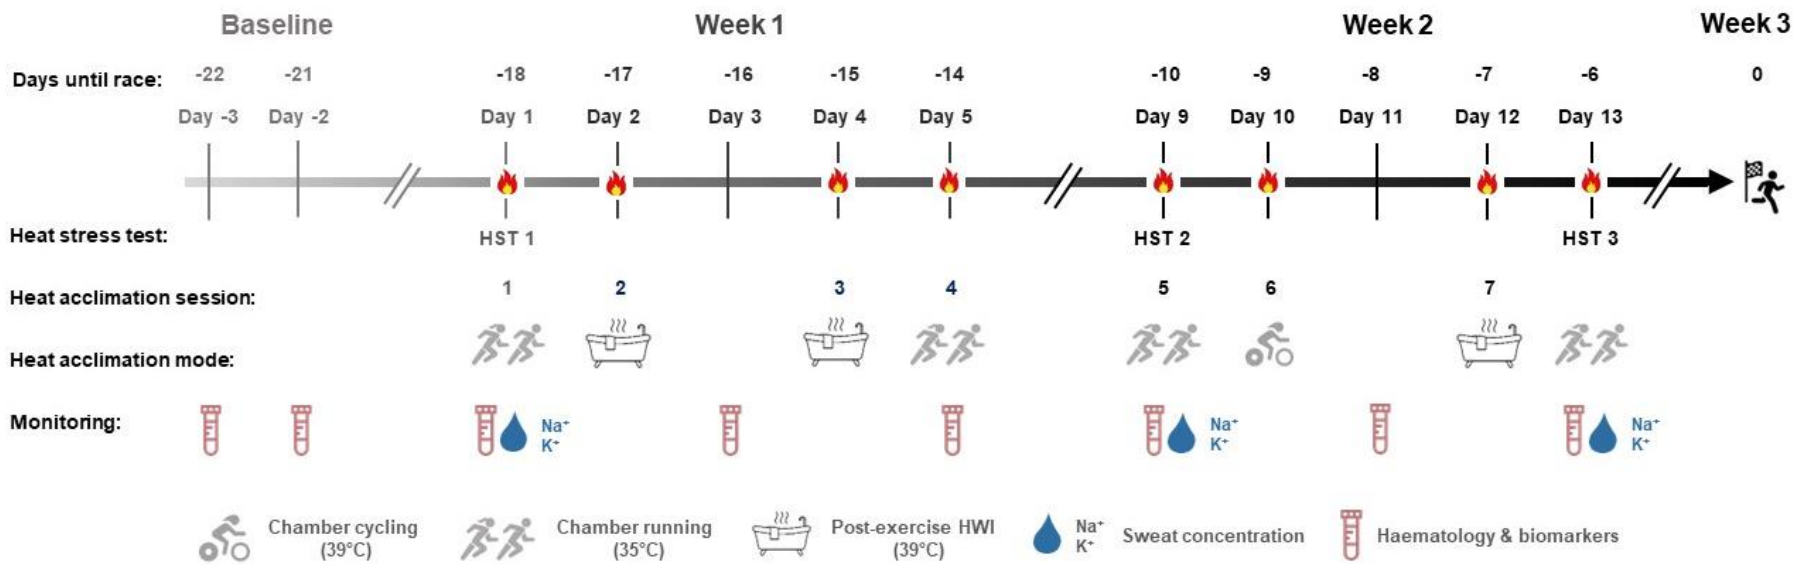 Baseline Week 1 Week 2 Week 3
Days until race: -22 -21 -18 -17 -16 -15 -14 -10 -9 -8 -7 -6 0
Day -3 Day -2 Day 1 Day 2 Day 3 Day 4 Day 5 Day 9 Day 10 Day 11 Day 12 Day 13
Heat stress test: HST 1 HST 2 HST 3
Heat acclimation session: 1 2 3 4 5 6 7
Heat acclimation mode:
Monitoring: Na⁺ Na⁺ Na⁺
K⁺ K⁺ K⁺
Chamber cycling Chamber running Post-exercise HWI Na⁺ Sweat concentration Haematology & biomarkers
(39°C) (35°C) (39°C) K⁺